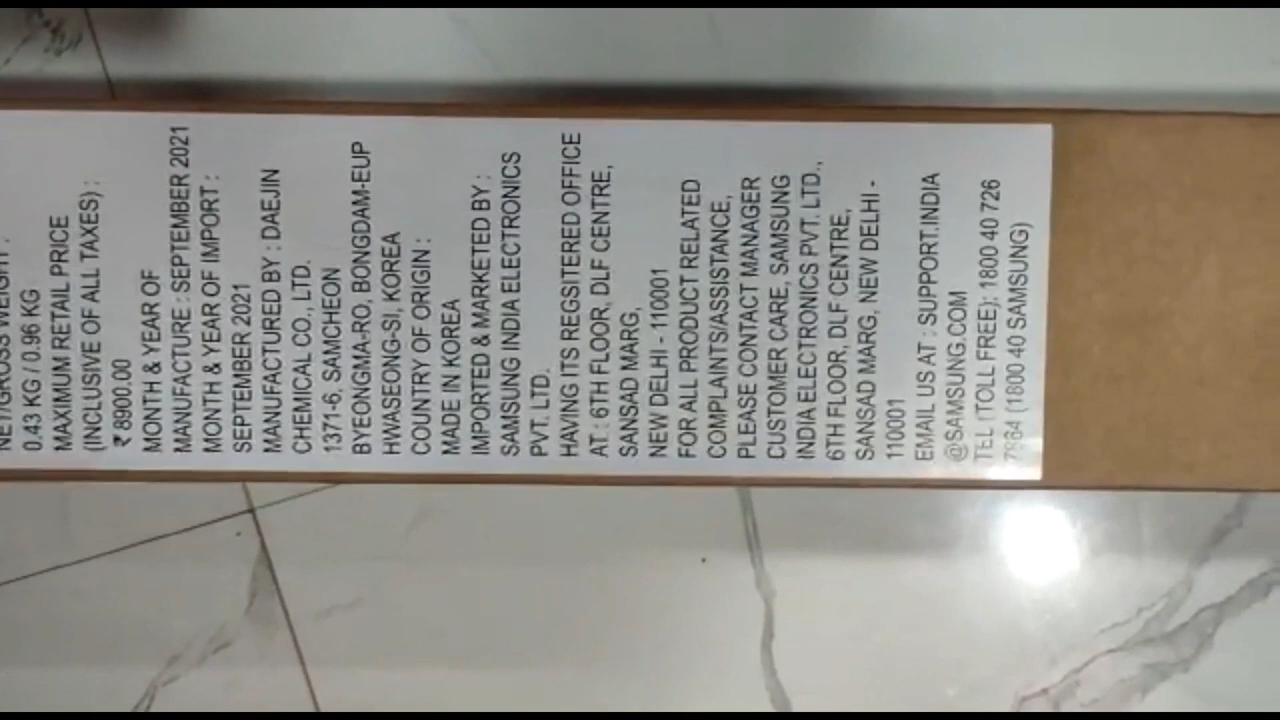 NET/GROSS WEIGHT :
0.43 KG / 0.96 KG
MAXIMUM RETAIL PRICE
(INCLUSIVE OF ALL TAXES) :
₹ 8900.00
MONTH & YEAR OF
MANUFACTURE : SEPTEMBER 2021
MONTH & YEAR OF IMPORT :
SEPTEMBER 2021
MANUFACTURED BY : DAEJIN
CHEMICAL CO., LTD.
1371-6, SAMCHEON
BYEONGMA-RO, BONGDAM-EUP
HWASEONG-SI, KOREA
COUNTRY OF ORIGIN :
MADE IN KOREA
IMPORTED & MARKETED BY :
SAMSUNG INDIA ELECTRONICS
PVT. LTD.
HAVING ITS REGSITERED OFFICE
AT : 6TH FLOOR, DLF CENTRE,
SANSAD MARG,
NEW DELHI - 110001
FOR ALL PRODUCT RELATED
COMPLAINTS/ASSISTANCE,
PLEASE CONTACT MANAGER
CUSTOMER CARE, SAMSUNG
INDIA ELECTRONICS PVT. LTD.,
6TH FLOOR, DLF CENTRE,
SANSAD MARG, NEW DELHI -
110001
EMAIL US AT : SUPPORT.INDIA
@SAMSUNG.COM
TEL (TOLL FREE): 1800 40 726
7864 (1800 40 SAMSUNG)